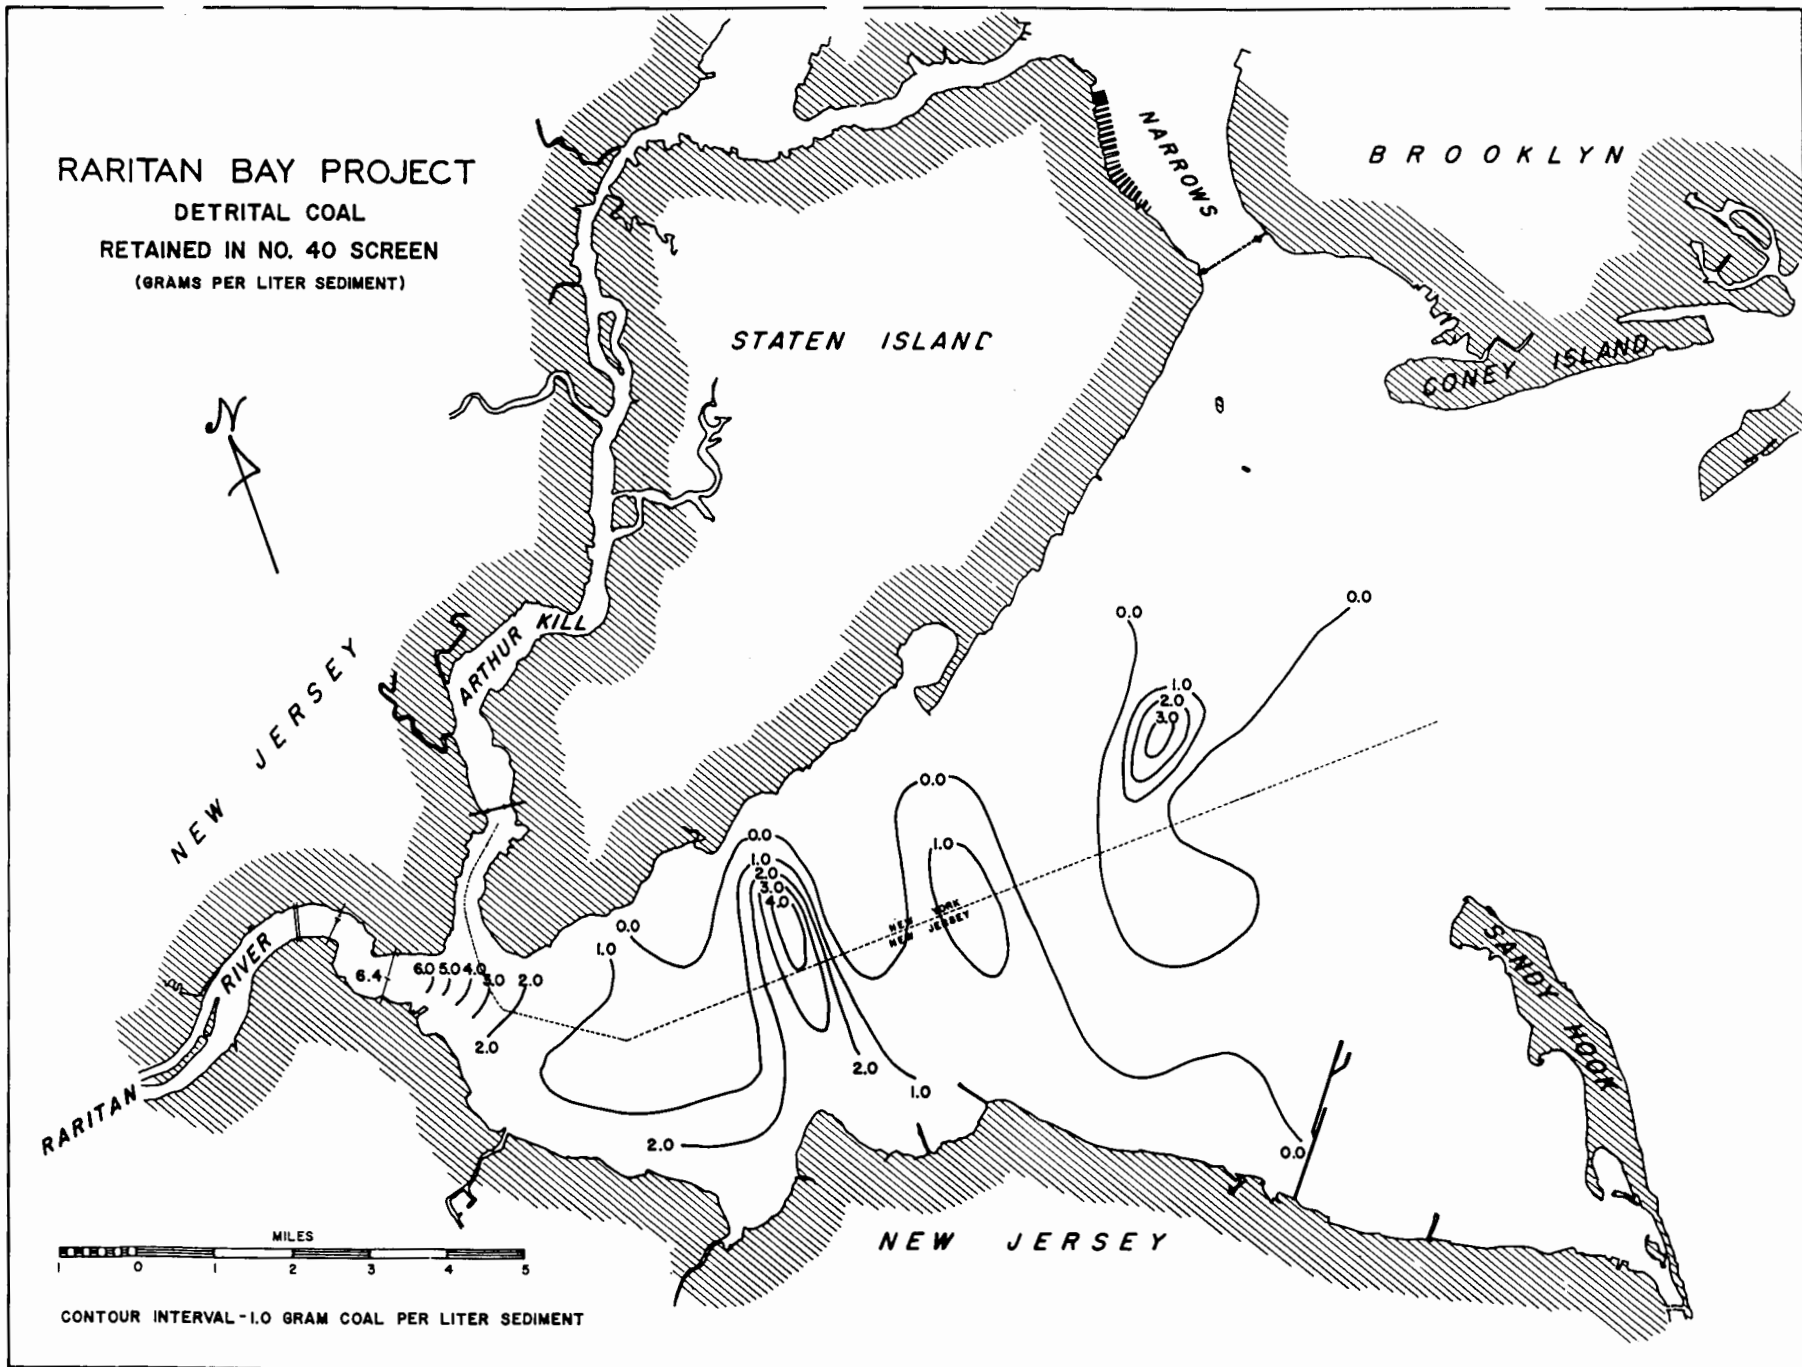 RARITAN BAY PROJECT
DETRITAL COAL
RETAINED IN NO. 40 SCREEN
(GRAMS PER LITER SEDIMENT)
NARROWS
BROOKLYN
STATEN ISLAND
CONEY ISLAND
N
ARTHUR KILL
NEW JERSEY
0.0
0.0
1.0
2.0
3.0
0.0
1.0
0.0
1.0
2.0
3.0
4.0
NEW YORK
NEW JERSEY
0.0
1.0
RARITAN RIVER
6.4
6.0 5.0 4.0 3.0 2.0
2.0
2.0
1.0
2.0
0.0
SANDY HOOK
NEW JERSEY
MILES
1 0 1 2 3 4 5
CONTOUR INTERVAL-1.0 GRAM COAL PER LITER SEDIMENT